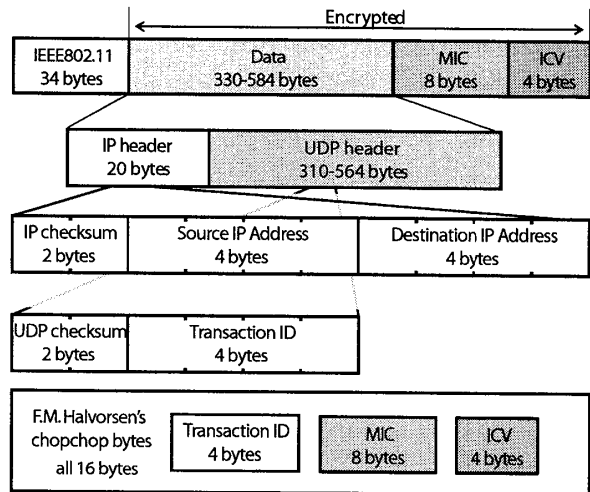 Encrypted
IEEE802.11
34 bytes
Data
330-584 bytes
MIC
8 bytes
ICV
4 bytes
IP header
20 bytes
UDP header
310-564 bytes
IP checksum
2 bytes
Source IP Address
4 bytes
Destination IP Address
4 bytes
UDP checksum
2 bytes
Transaction ID
4 bytes
F.M. Halvorsen's
chopchop bytes
all 16 bytes
Transaction ID
4 bytes
MIC
8 bytes
ICV
4 bytes